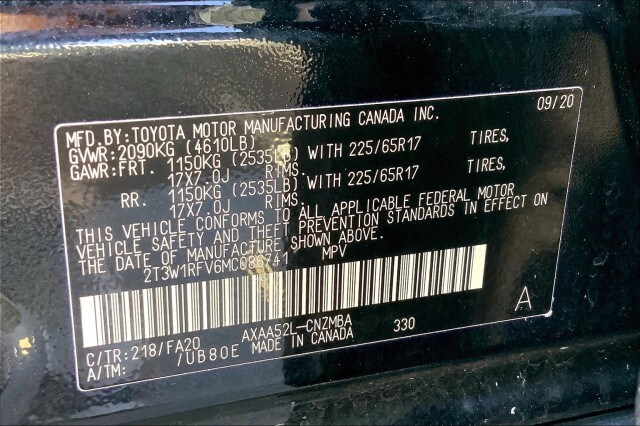 09/20
MFD.BY:TOYOTA MOTOR MANUFACTURING CANADA INC.
GVWR:2090KG (4610LB)
GAWR:FRT. 1150KG (2535LB) WITH 225/65R17 TIRES,
17X7.0J RIMS.
RR. 1150KG (2535LB) WITH 225/65R17 TIRES,
17X7.0J RIMS.
THIS VEHICLE CONFORMS TO ALL APPLICABLE FEDERAL MOTOR
VEHICLE SAFETY AND THEFT PREVENTION STANDARDS IN EFFECT ON
THE DATE OF MANUFACTURE SHOWN ABOVE.
2T3W1RFV6MC086741 MPV
A
C/TR:218/FA20 AXAA52L-CNZMBA 330
A/TM: /UB80E MADE IN CANADA